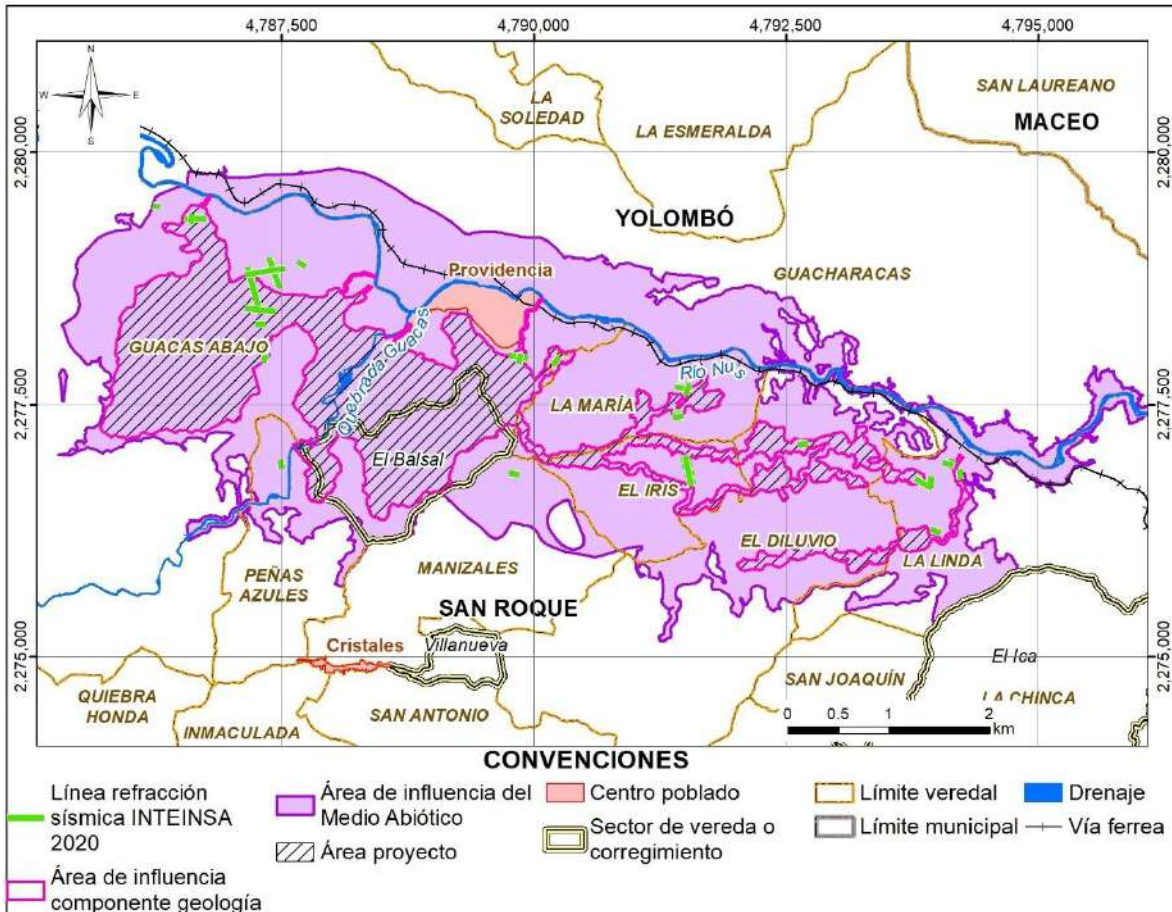 4,787,500
4,790,000
4,792,500
4,795,000
N
W
E
S
LA
SOLEDAD
LA ESMERALDA
SAN LAUREANO
MACEO
2,280,000
2,280,000
YOLOMBÓ
GUACHARACAS
Providencia
GUACAS ABAJO
Quebrada Guacas
Río Nus
2,277,500
2,277,500
LA MARÍA
El Balsal
EL IRIS
EL DILUVIO
LA LINDA
PEÑAS
AZULES
MANIZALES
SAN ROQUE
Cristales
Villanueva
2,275,000
2,275,000
El Ica
SAN JOAQUÍN
LA CHINCA
QUIEBRA
HONDA
INMACULADA
SAN ANTONIO
0 0.5 1 2
km
CONVENCIONES
Línea refracción
sísmica INTEINSA
2020
Área de influencia
componente geología
Área de influencia del
Medio Abiótico
Área proyecto
Centro poblado
Sector de vereda o
corregimiento
Límite veredal
Límite municipal
Drenaje
Vía ferrea